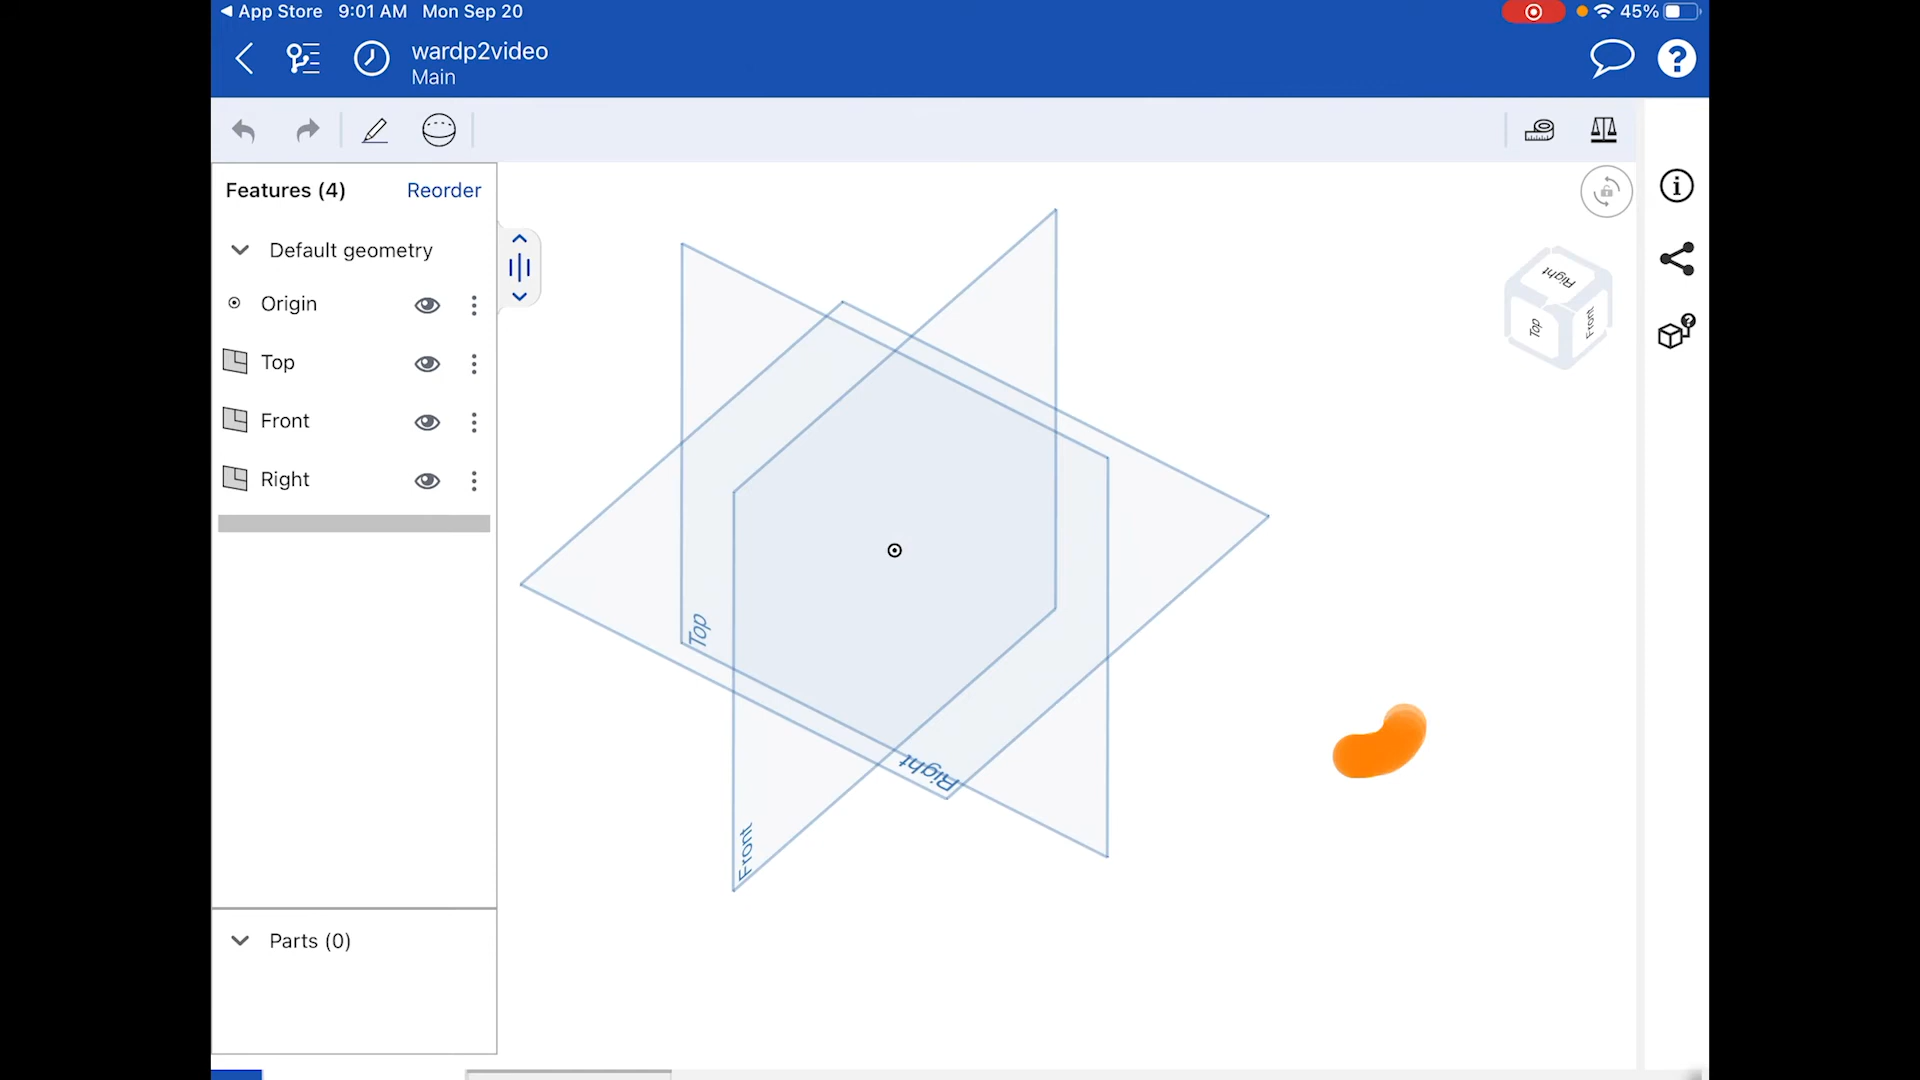 ◀ App Store 9:01 AM Mon Sep 20
45%
wardp2video
Main
?
Features (4) Reorder
Default geometry
Origin
Top
Front
Right
Parts (0)
Top
Right
Front
Right
Top
Front